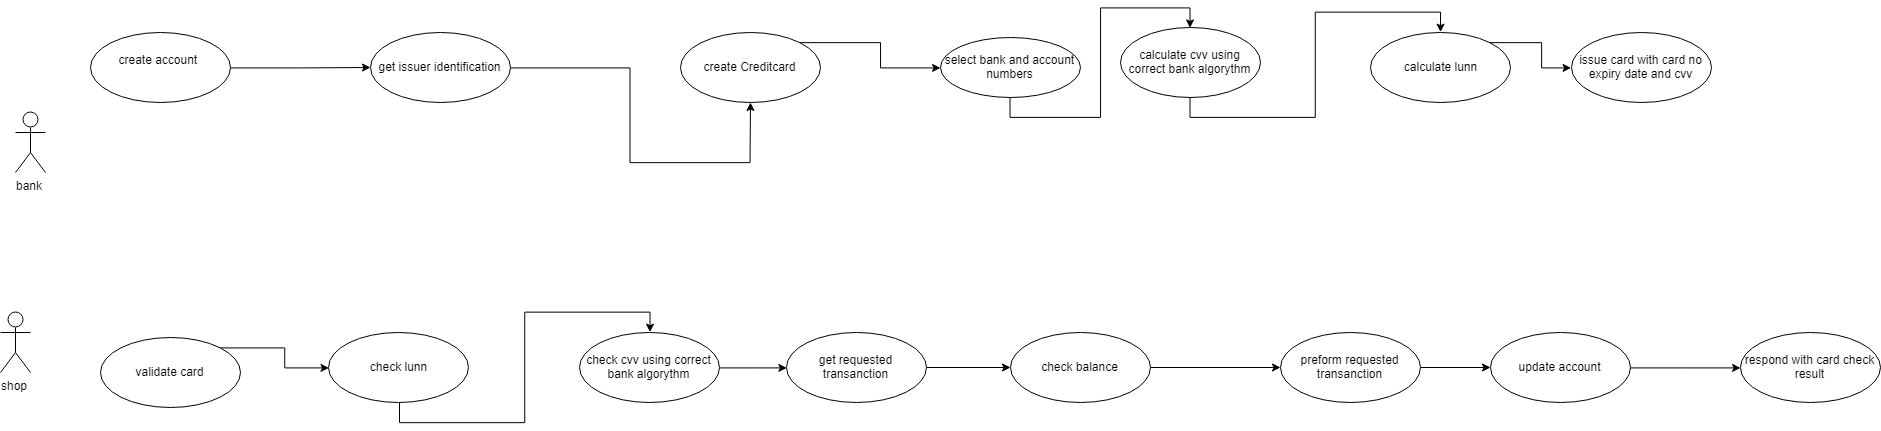 create account
get issuer identification
create Creditcard
select bank and account
numbers
calculate cvv using
correct bank algorythm
calculate lunn
issue card with card no
expiry date and cvv
bank
validate card
check lunn
check cvv using correct
bank algorythm
get requested
transanction
check balance
preform requested
transanction
update account
respond with card check
result
shop